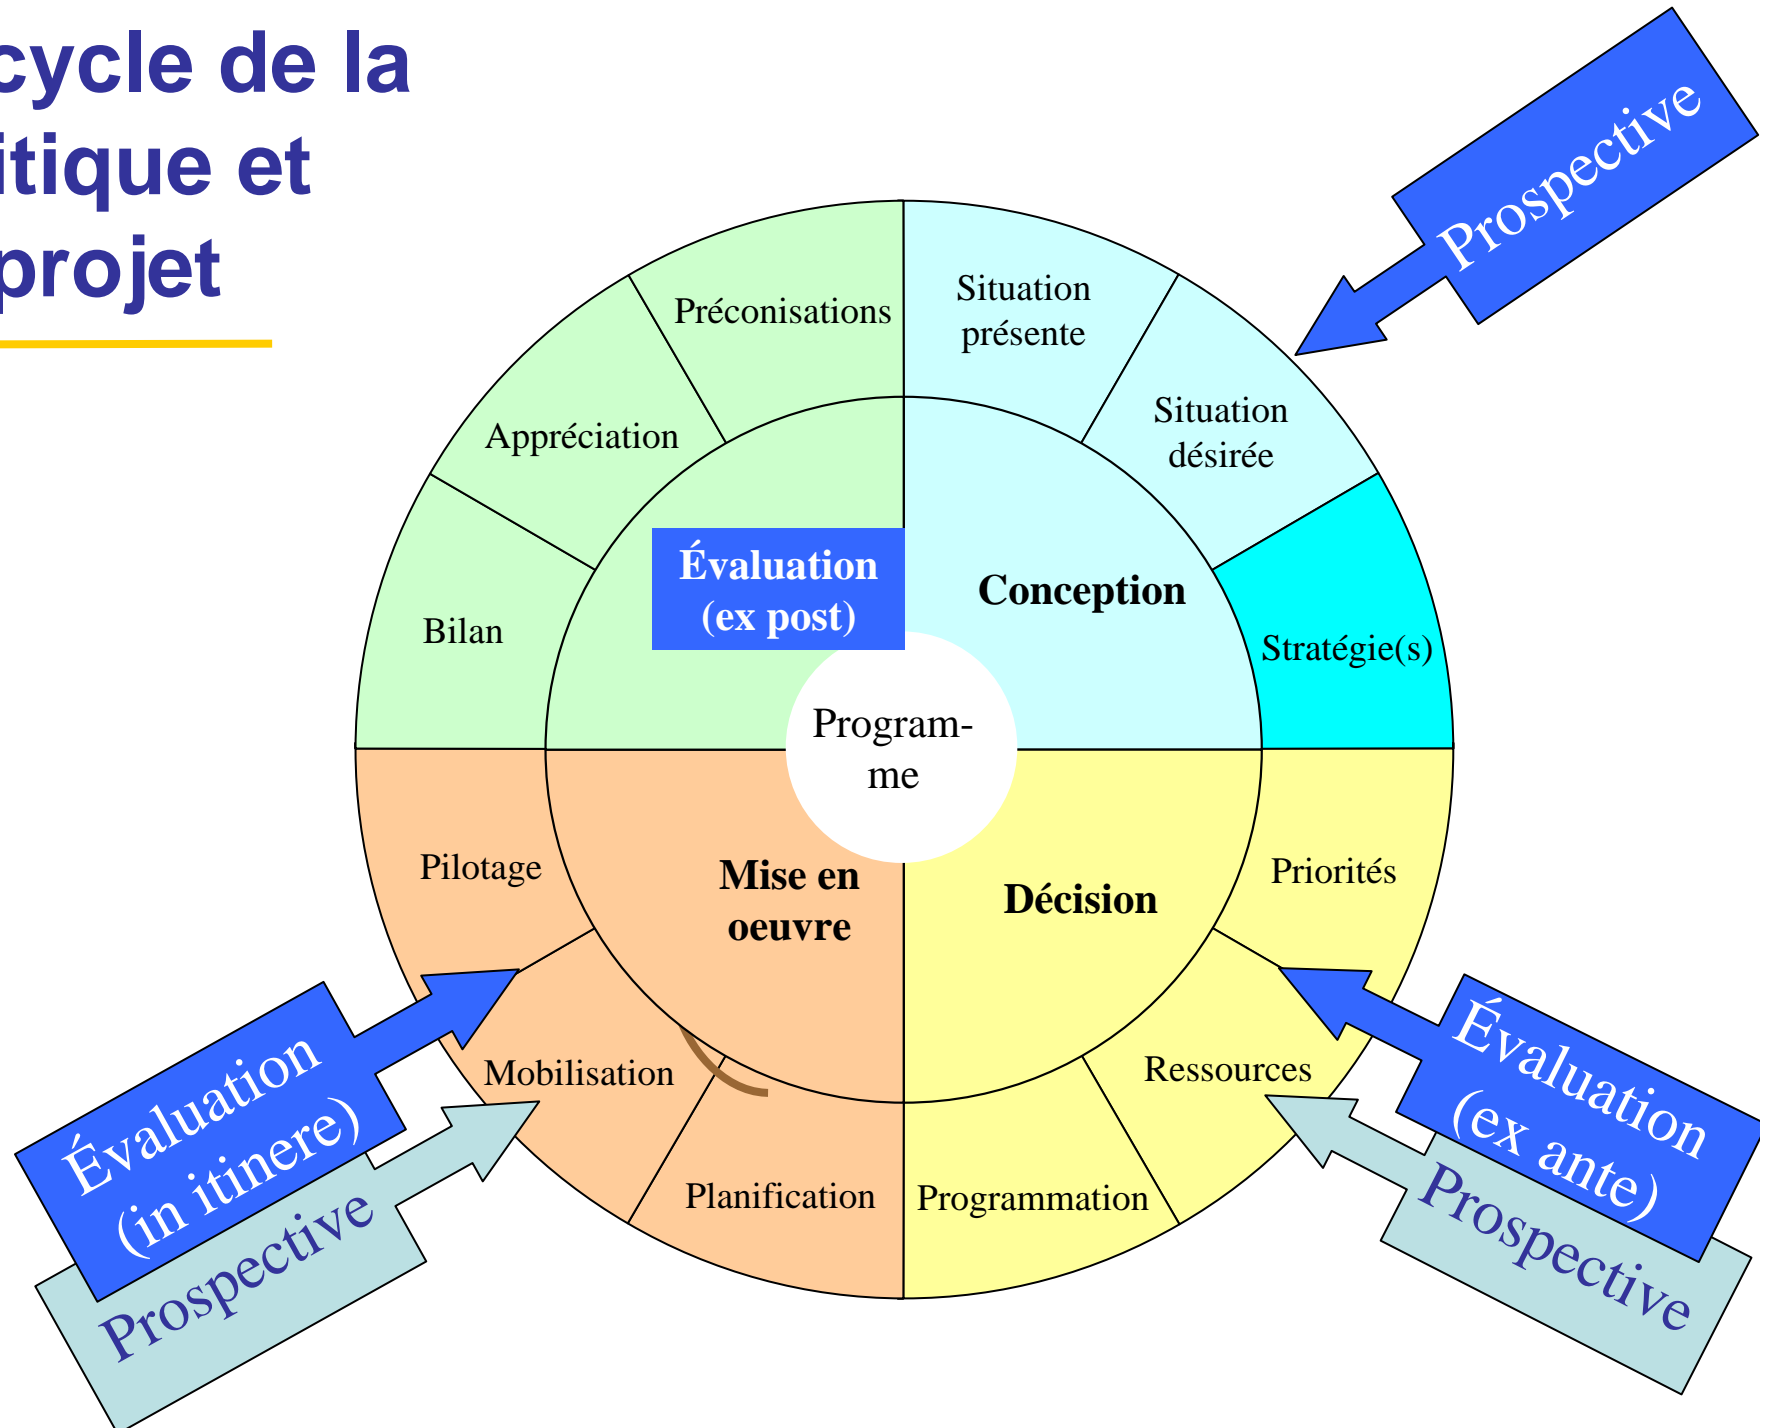 cycle de la
itique et
projet
Prospective
Préconisations
Situation
présente
Appréciation
Situation
désirée
Évaluation
(ex post)
Conception
Bilan
Stratégie(s)
Program-
me
Pilotage
Mise en
oeuvre
Décision
Priorités
Mobilisation
Ressources
Planification
Programmation
Évaluation
(in itinere)
Prospective
Évaluation
(ex ante)
Prospective